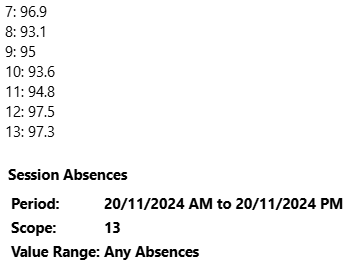 7: 96.9
8: 93.1
9: 95
10: 93.6
11: 94.8
12: 97.5
13: 97.3
Session Absences
Period: 20/11/2024 AM to 20/11/2024 PM
Scope: 13
Value Range: Any Absences